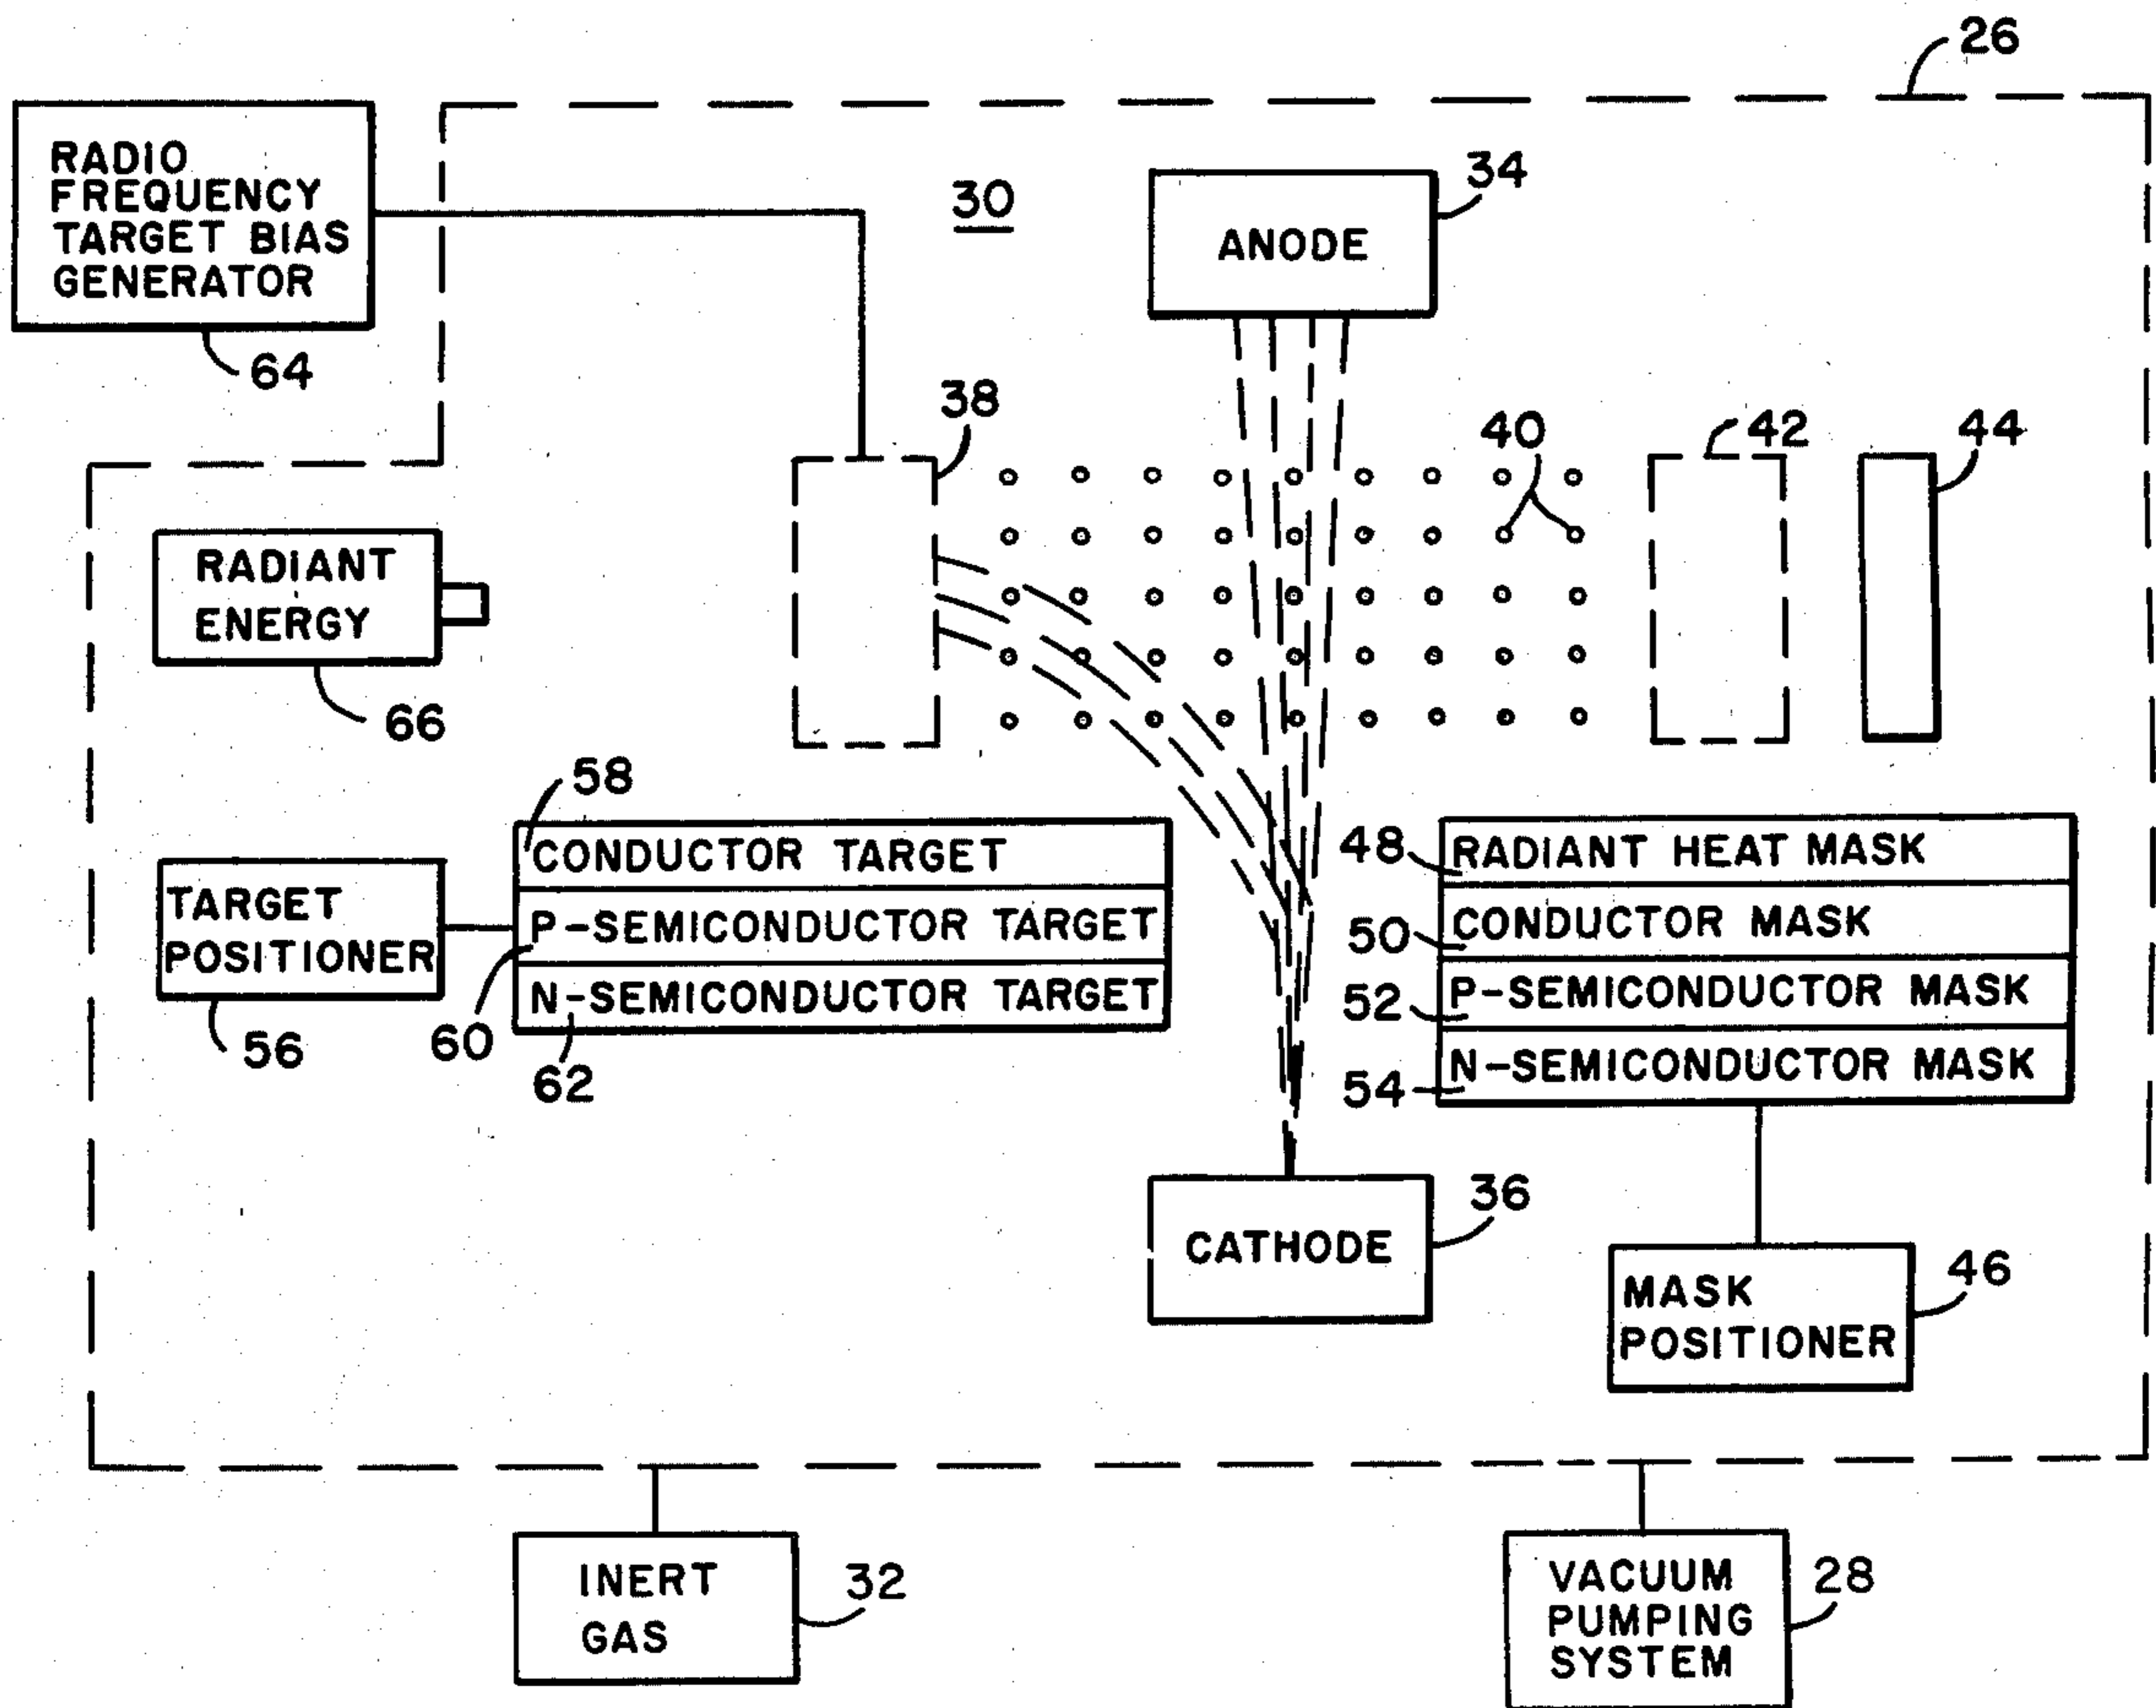 26
RADIO
FREQUENCY
TARGET BIAS
GENERATOR
64
30
ANODE
34
38
40
42
44
RADIANT
ENERGY
66
58
CONDUCTOR TARGET
P-SEMICONDUCTOR TARGET
N-SEMICONDUCTOR TARGET
TARGET
POSITIONER
56
60
62
48
RADIANT HEAT MASK
50
CONDUCTOR MASK
52
P-SEMICONDUCTOR MASK
54
N-SEMICONDUCTOR MASK
CATHODE
36
MASK
POSITIONER
46
INERT
GAS
32
VACUUM
PUMPING
SYSTEM
28